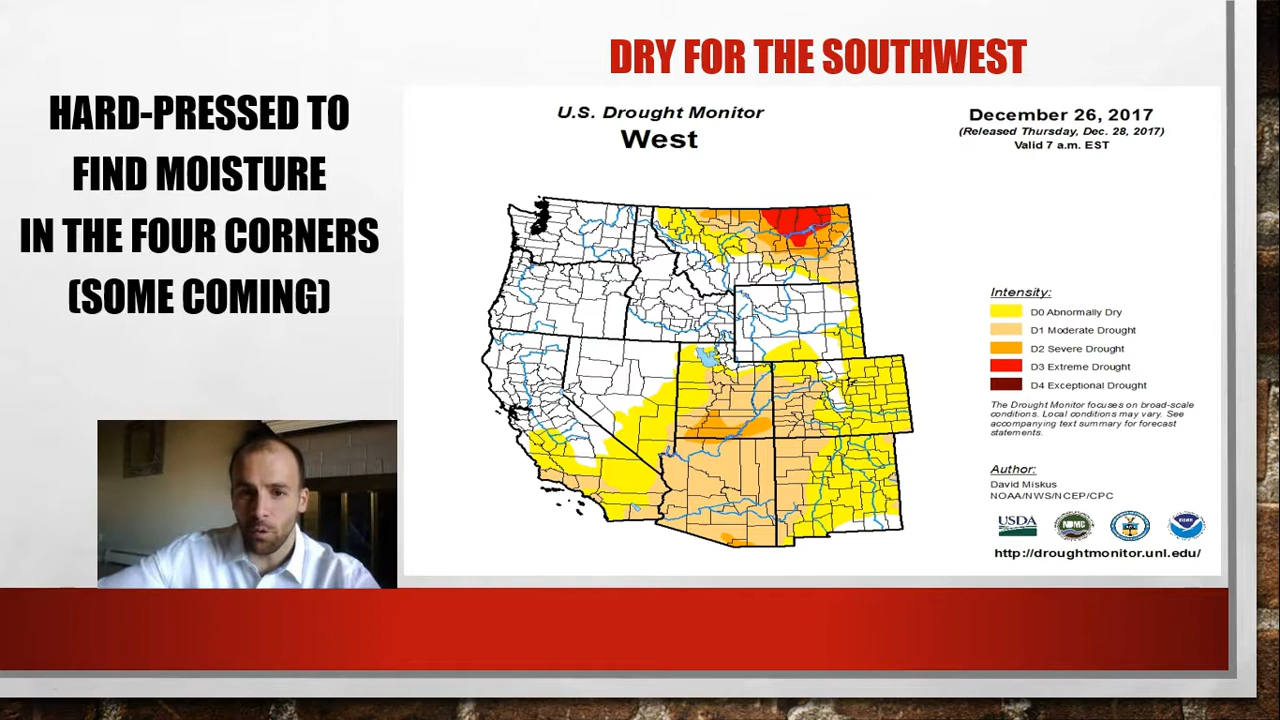 DRY FOR THE SOUTHWEST
HARD-PRESSED TO
FIND MOISTURE
IN THE FOUR CORNERS
(SOME COMING)
U.S. Drought Monitor
West
December 26, 2017
(Released Thursday, Dec. 28, 2017)
Valid 7 a.m. EST
Intensity:
D0 Abnormally Dry
D1 Moderate Drought
D2 Severe Drought
D3 Extreme Drought
D4 Exceptional Drought
The Drought Monitor focuses on broad-scale
conditions. Local conditions may vary. See
accompanying text summary for forecast
statements.
Author:
David Miskus
NOAA/NWS/NCEP/CPC
USDA
NDMC
http://droughtmonitor.unl.edu/